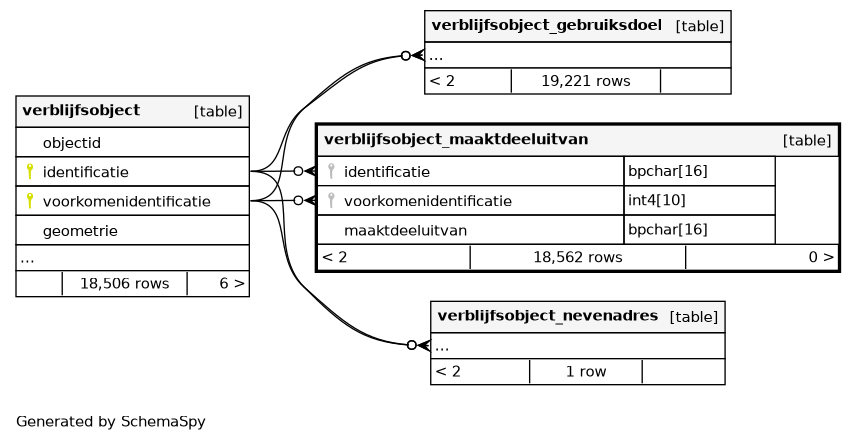 verblijfsobject_gebruiksdoel [table]
...
< 2 19,221 rows
verblijfsobject [table]
objectid
identificatie
voorkomenidentificatie
geometrie
...
18,506 rows 6 >
verblijfsobject_maaktdeeluitvan [table]
identificatie bpchar[16]
voorkomenidentificatie int4[10]
maaktdeeluitvan bpchar[16]
< 2 18,562 rows 0 >
verblijfsobject_nevenadres [table]
...
< 2 1 row
Generated by SchemaSpy